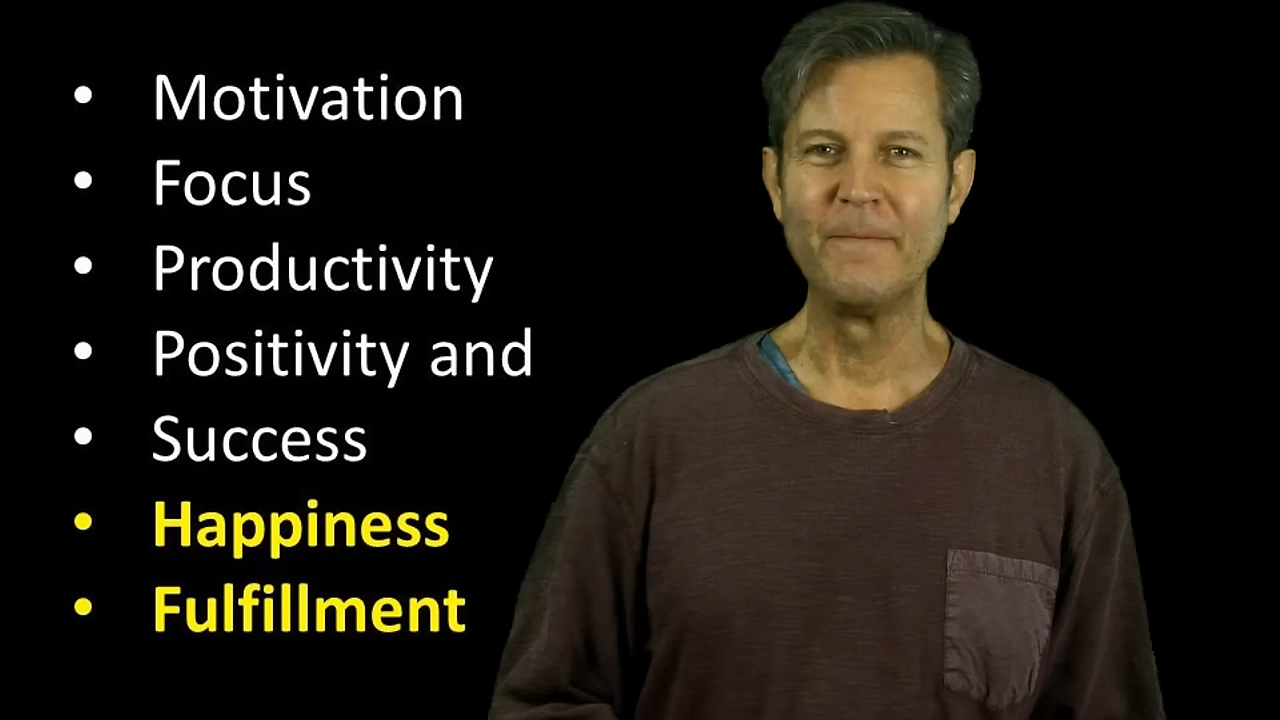 • Motivation
• Focus
• Productivity
• Positivity and
• Success
• Happiness
• Fulfillment